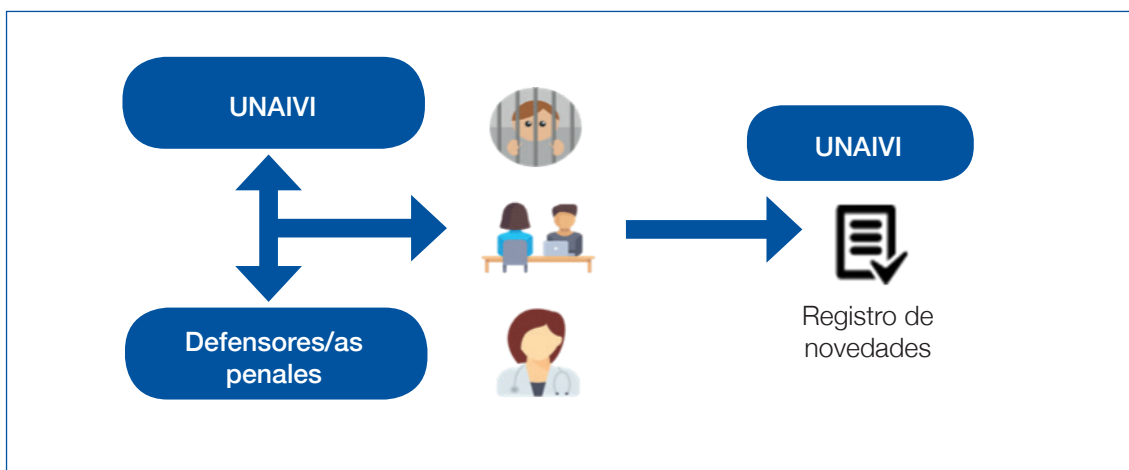 UNAIVI
Defensores/as
penales
UNAIVI
Registro de
novedades